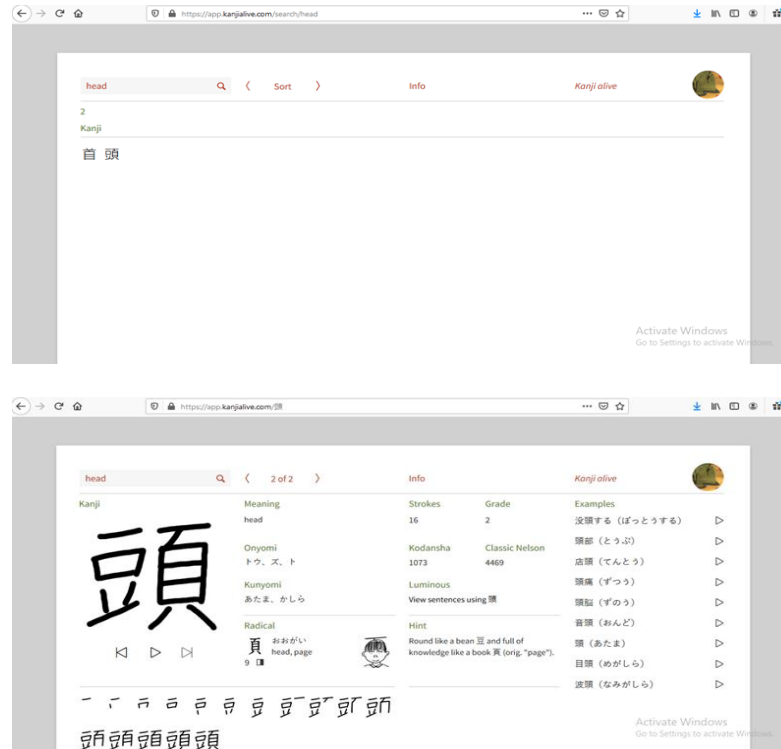 https://app.kanjialive.com/search/head
head
Sort
Info
Kanji alive
2
Kanji
首 頭
Activate Windows
Go to Settings to activate Windows.
https://app.kanjialive.com/頭
head
2 of 2
Info
Kanji alive
Kanji
頭
Meaning
head
Onyomi
トウ、ズ、ト
Kunyomi
あたま、かしら
Radical
頁 おおがい
head, page
9
Strokes
16
Grade
2
Kodansha
1073
Classic Nelson
4469
Luminous
View sentences using 頭
Hint
Round like a bean 豆 and full of
knowledge like a book 頁 (orig. "page").
Examples
没頭する（ぼっとうする）
頭部（とうぶ）
店頭（てんとう）
頭痛（ずつう）
頭脳（ずのう）
音頭（おんど）
頭（あたま）
目頭（めがしら）
波頭（なみがしら）
Activate Windows
Go to Settings to activate Windows.